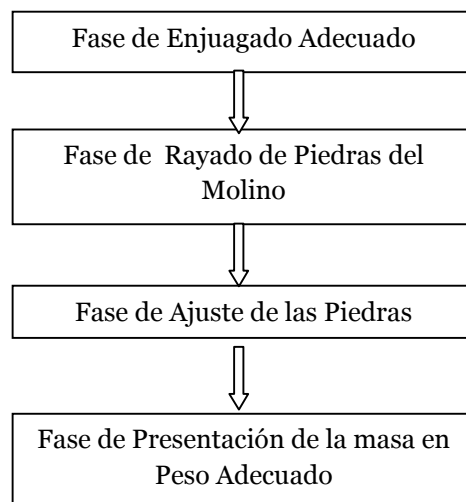 Fase de Enjuagado Adecuado
Fase de Rayado de Piedras del
Molino
Fase de Ajuste de las Piedras
Fase de Presentación de la masa en
Peso Adecuado